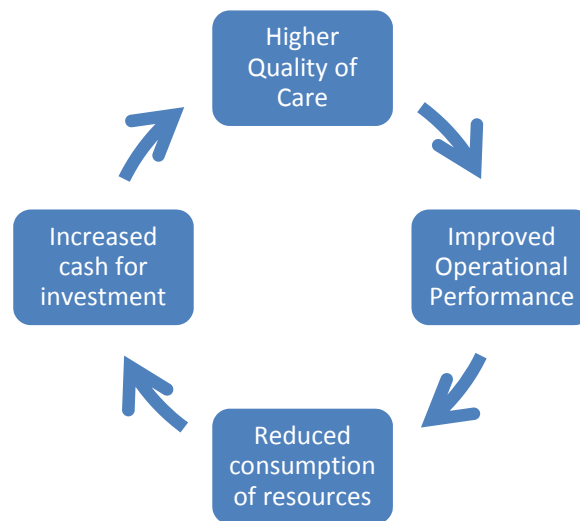 Higher
Quality of
Care
Improved
Operational
Performance
Reduced
consumption
of resources
Increased
cash for
investment